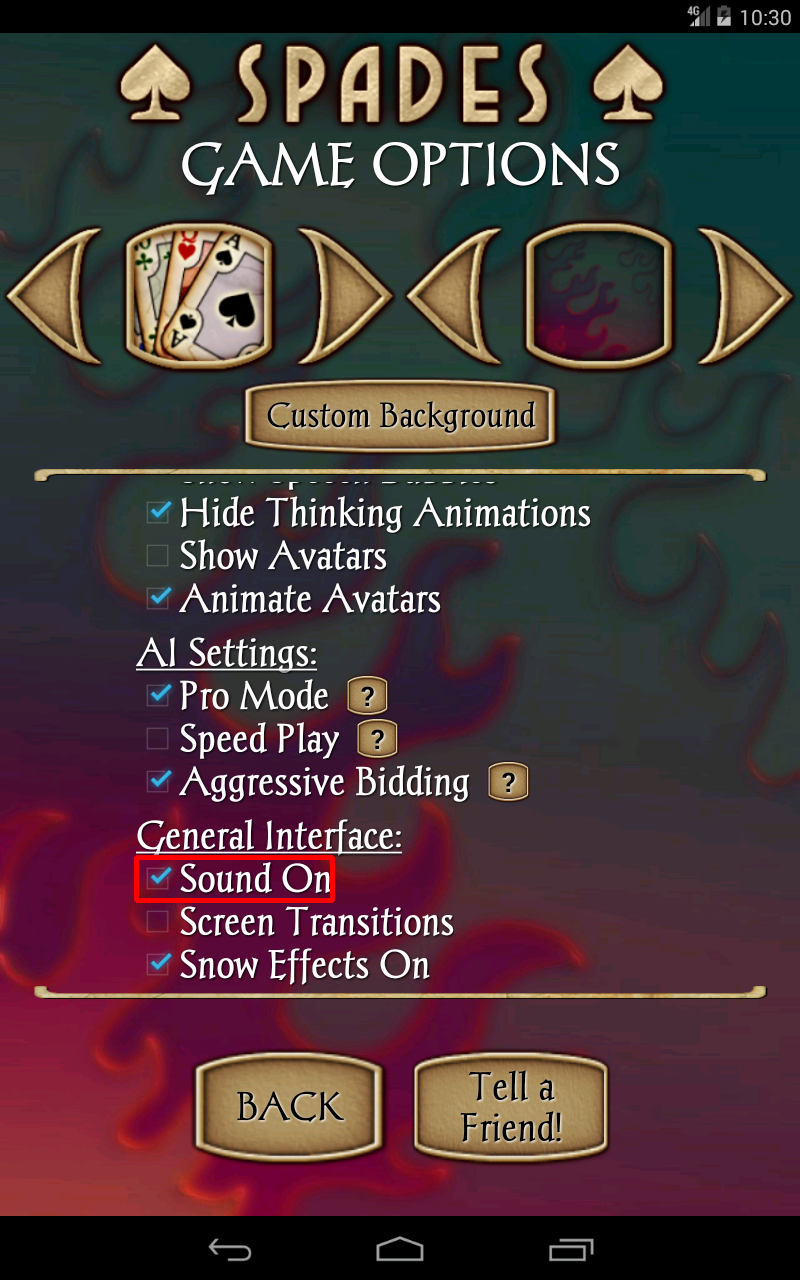 4G 10:30
SPADES
GAME OPTIONS
Custom Background
Hide Thinking Animations
Show Avatars
Animate Avatars
AI Settings:
Pro Mode ?
Speed Play ?
Aggressive Bidding ?
General Interface:
Sound On
Screen Transitions
Snow Effects On
BACK
Tell a
Friend!